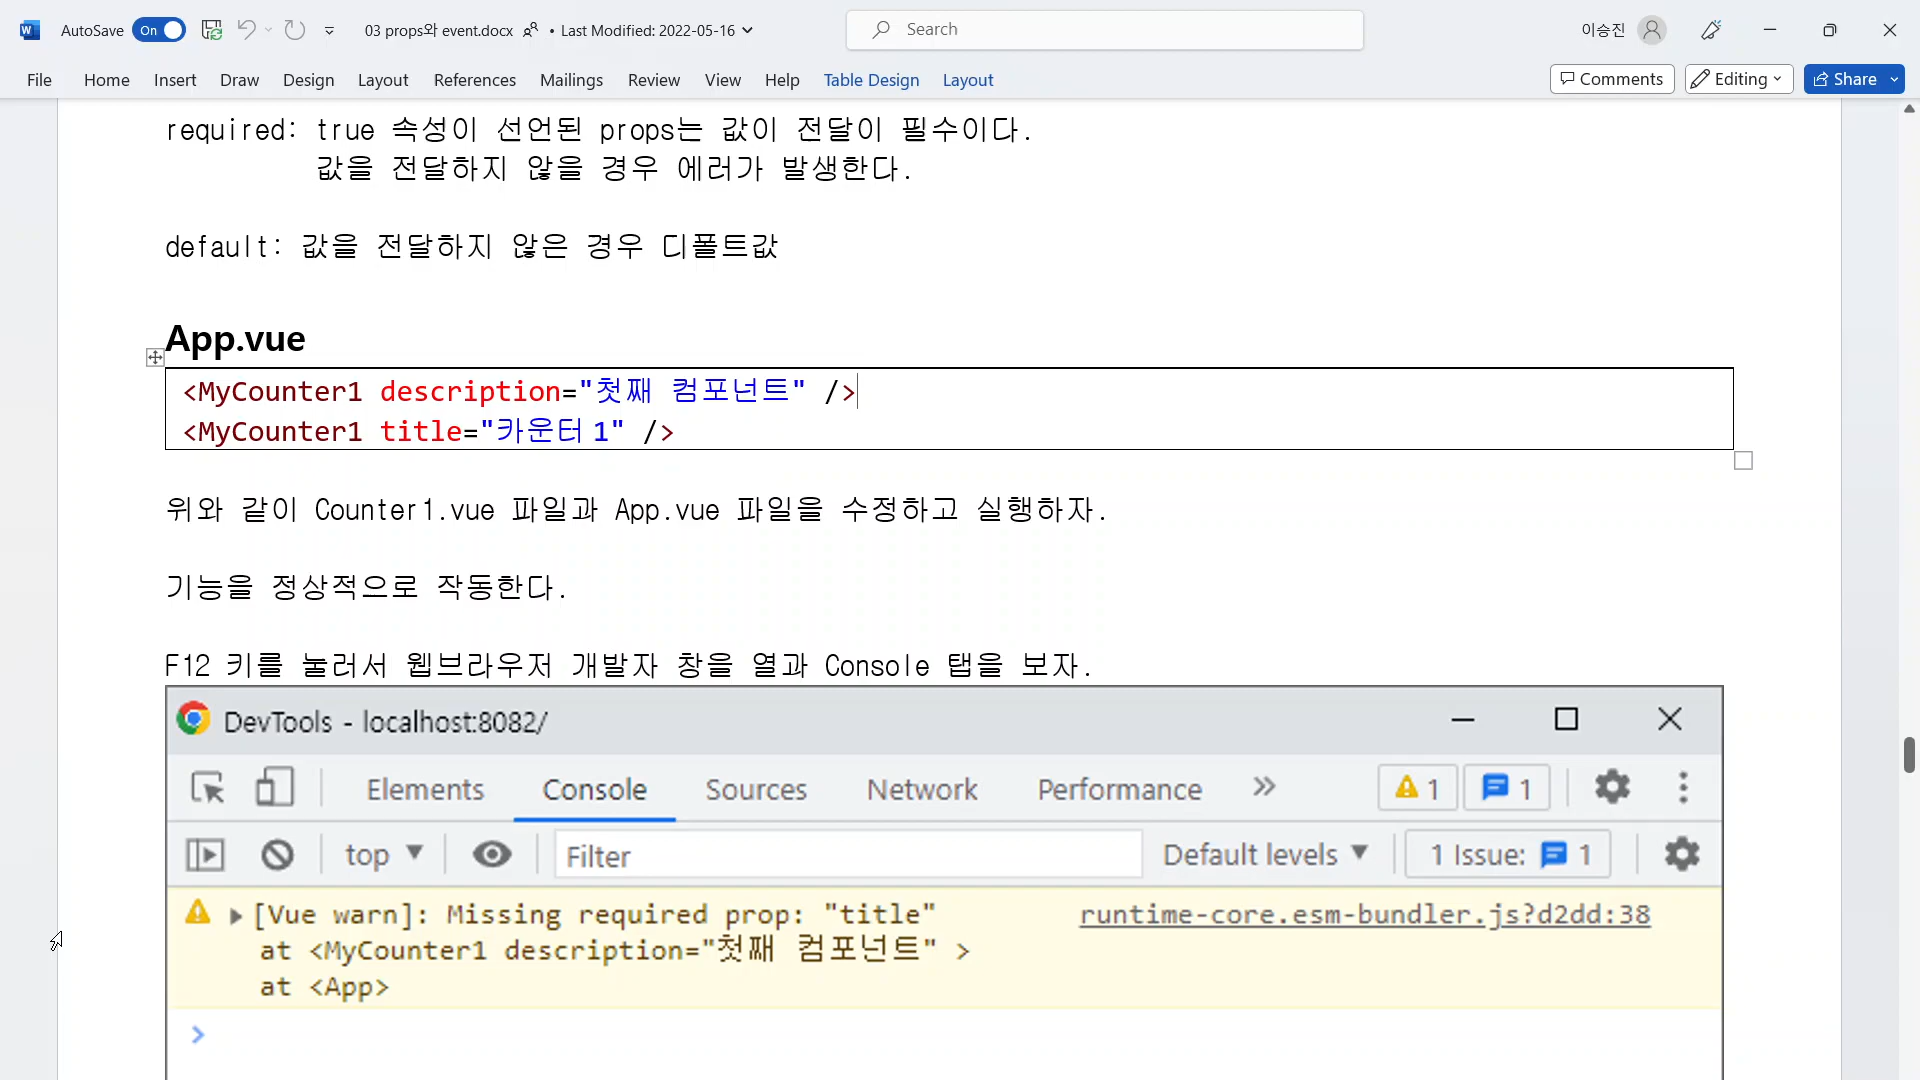 AutoSave On 03 props와 event.docx • Last Modified: 2022-05-16 Search 이승진
File Home Insert Draw Design Layout References Mailings Review View Help Table Design Layout Comments Editing Share
required: true 속성이 선언된 props는 값이 전달이 필수이다.
값을 전달하지 않을 경우 에러가 발생한다.
default: 값을 전달하지 않은 경우 디폴트값
App.vue
<MyCounter1 description="첫째 컴포넌트" />
<MyCounter1 title="카운터1" />
위와 같이 Counter1.vue 파일과 App.vue 파일을 수정하고 실행하자.
기능을 정상적으로 작동한다.
F12 키를 눌러서 웹브라우저 개발자 창을 열과 Console 탭을 보자.
DevTools - localhost:8082/
Elements Console Sources Network Performance » 1 1
top Filter Default levels 1 Issue: 1
[Vue warn]: Missing required prop: "title" runtime-core.esm-bundler.js?d2dd:38
at <MyCounter1 description="첫째 컴포넌트" >
at <App>